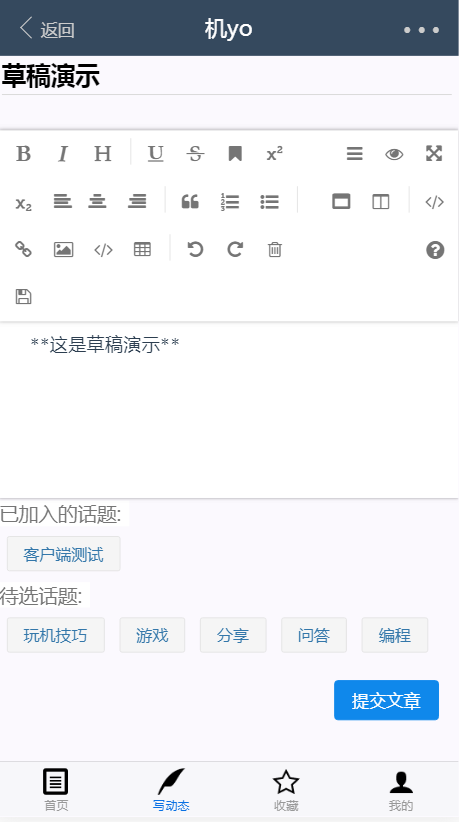 返回 机yo
草稿演示
**这是草稿演示**
已加入的话题:
客户端测试
待选话题:
玩机技巧 游戏 分享 问答 编程
提交文章
首页 写动态 收藏 我的